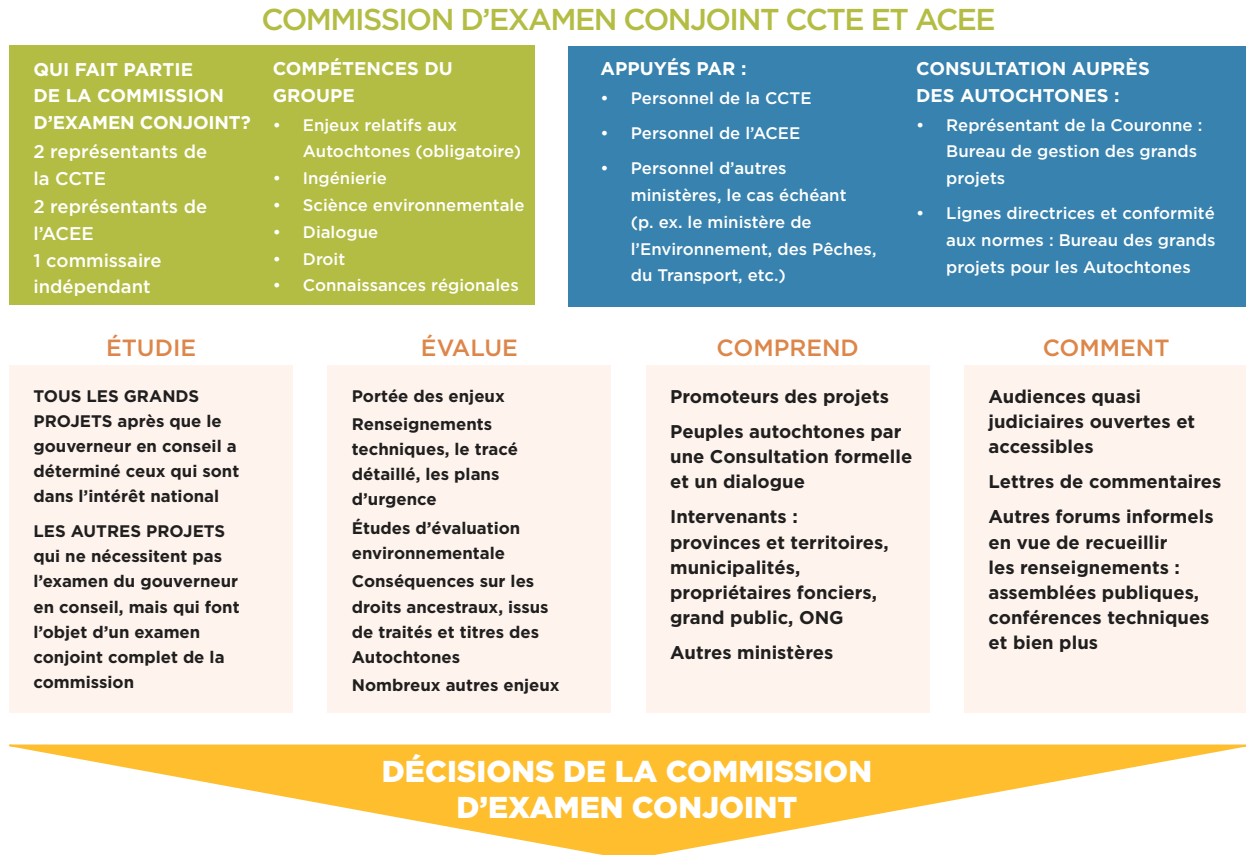 COMMISSION D’EXAMEN CONJOINT CCTE ET ACEE
QUI FAIT PARTIE
DE LA COMMISSION
D’EXAMEN CONJOINT?
2 représentants de
la CCTE
2 représentants de
l’ACEE
1 commissaire
indépendant
COMPÉTENCES DU
GROUPE
• Enjeux relatifs aux
Autochtones (obligatoire)
• Ingénierie
• Sciènce environnementale
• Dialogue
• Droit
• Connaissances régionales
APPUYÉS PAR :
• Personnel de la CCTE
• Personnel de l’ACEE
• Personnel d’autres
ministères, le cas échéant
(p. ex. le ministère de
l’Environnement, des Pêches,
du Transport, etc.)
CONSULTATION AUPRÈS
DES AUTOCHTONES :
• Représentant de la Couronne :
Bureau de gestion des grands
projets
• Lignes directrices et conformité
aux normes : Bureau des grands
projets pour les Autochtones
ÉTUDIE
TOUS LES GRANDS
PROJETS après que le
gouverneur en conseil a
déterminé ceux qui sont
dans l’intérêt national
LES AUTRES PROJETS
qui ne nécessitent pas
l’examen du gouverneur
en conseil, mais qui font
l’objet d’un examen
conjoint complet de la
commission
ÉVALUE
Portée des enjeux
Renseignements
techniques, le tracé
détaillé, les plans
d’urgence
Études d’évaluation
environnementale
Conséquences sur les
droits ancestraux, issus
de traités et titres des
Autochtones
Nombreux autres enjeux
COMPREND
Promoteurs des projets
Peuples autochtones par
une Consultation formelle
et un dialogue
Intervenants :
provinces et territoires,
municipalités,
propriétaires fonciers,
grand public, ONG
Autres ministères
COMMENT
Audiences quasi
judiciaires ouvertes et
accessibles
Lettres de commentaires
Autres forums informels
en vue de recueillir
les renseignements :
assemblées publiques,
conférences techniques
et bien plus
DÉCISIONS DE LA COMMISSION
D’EXAMEN CONJOINT